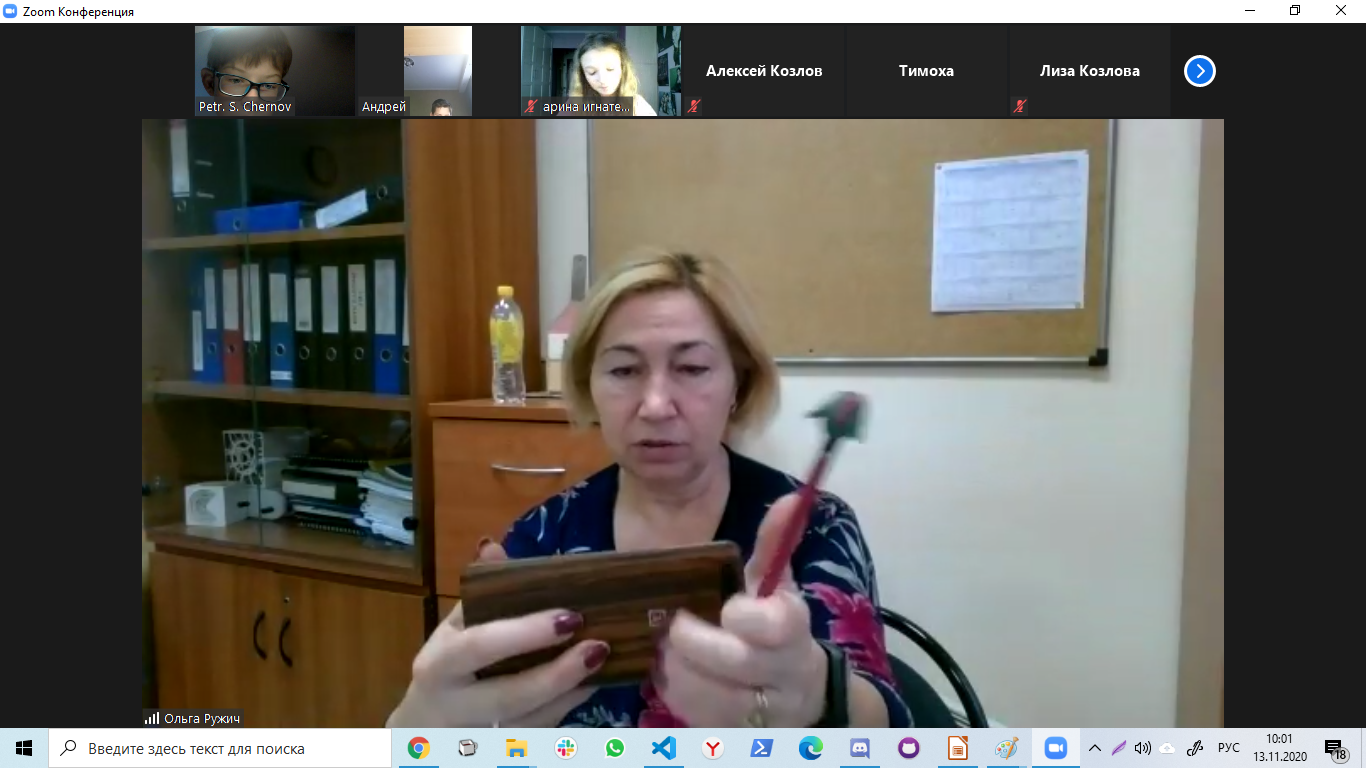 Zoom Конференция
Petr. S. Chernov
Андрей
арина игнате...
Алексей Козлов
Тимоха
Лиза Козлова
Ольга Ружич
Введите здесь текст для поиска
РУС
10:01
13.11.2020
18